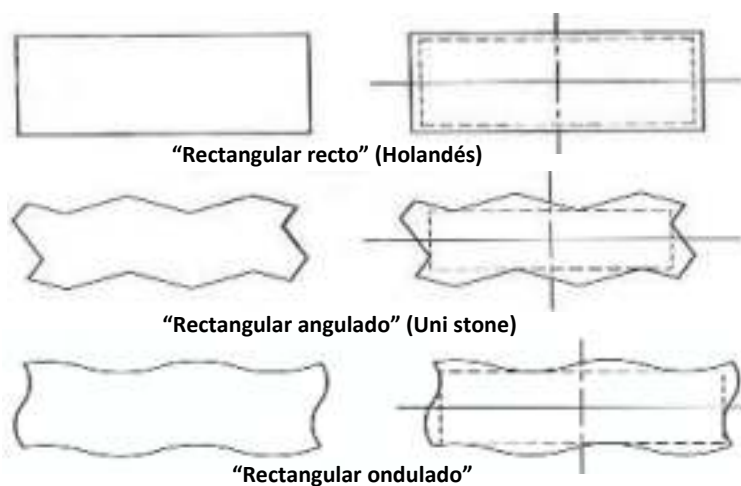 “Rectangular recto” (Holandés)
“Rectangular angulado” (Uni stone)
“Rectangular ondulado”